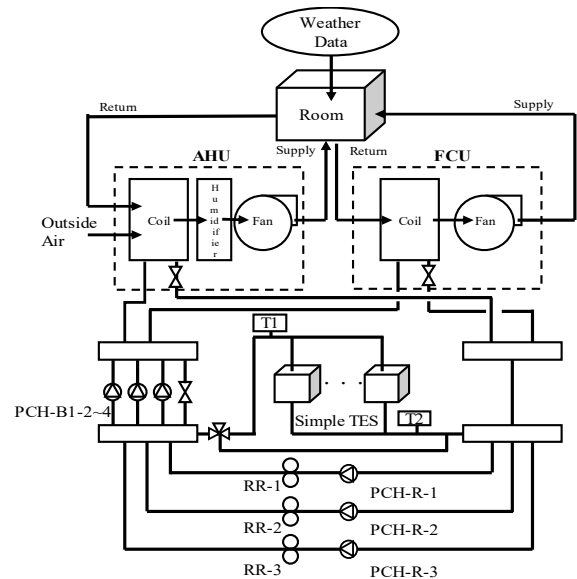 Weather
Data
Room
Return
Supply
Supply
Return
AHU
FCU
Outside
Air
Coil
H
u
m
id
if
ie
r
Fan
Coil
Fan
T1
PCH-B1-2~4
. . .
Simple TES
T2
RR-1
PCH-R-1
RR-2
PCH-R-2
RR-3
PCH-R-3